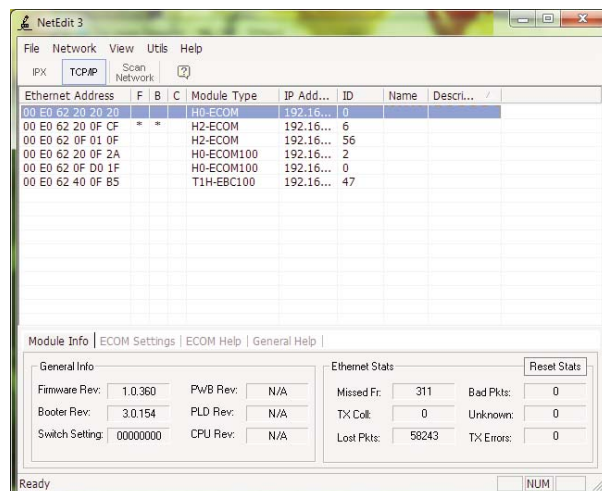 NetEdit 3
File Network View Utils Help
IPX TCP/IP Scan Network
Ethernet Address F B C Module Type IP Add... ID Name Descri...
00 E0 62 20 20 20 H0-ECOM 192.16... 0
00 E0 62 20 0F CF * * H2-ECOM 192.16... 6
00 E0 62 0F 01 0F H2-ECOM 192.16... 56
00 E0 62 20 0F 2A H0-ECOM100 192.16... 2
00 E0 62 0F D0 1F H0-ECOM100 192.16... 0
00 E0 62 40 0F B5 T1H-EBC100 192.16... 47
Module Info | ECOM Settings | ECOM Help | General Help |
General Info Ethernet Stats Reset Stats
Firmware Rev: 1.0.360 PWB Rev: N/A Missed Fr: 311 Bad Pkts: 0
Booter Rev: 3.0.154 PLD Rev: N/A TX Coll: 0 Unknown: 0
Switch Setting: 00000000 CPU Rev: N/A Lost Pkts: 58243 TX Errors: 0
Ready NUM